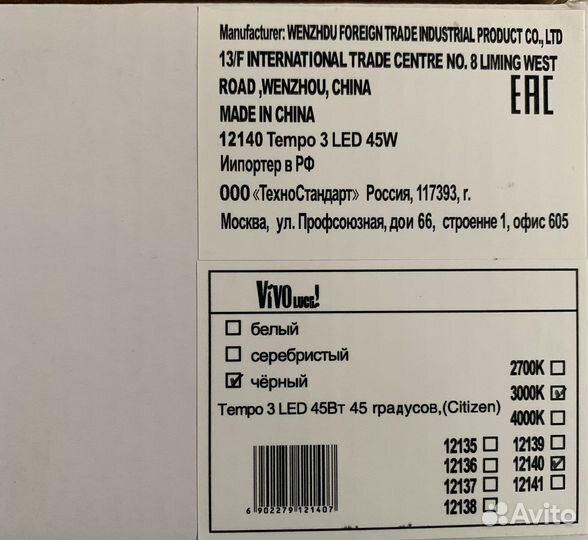 Manufacturer: WENZHDU FOREIGN TRADE INDUSTRIAL PRODUCT CO., LTD
13/F INTERNATIONAL TRADE CENTRE NO. 8 LIMING WEST
ROAD ,WENZHOU, CHINA
EAC
MADE IN CHINA
12140 Tempo 3 LED 45W
Иипортер в РФ
ООО «ТехноСтандарт» Россия, 117393, г.
Москва, ул. Профсоюзная, дои 66, строенне 1, офис 605
ViVO LUCE!
белый
серебристый
чёрный
2700K
3000K
4000K
Tempo 3 LED 45Вт 45 градусов,(Citizen)
12135 12139
12136 12140
12137 12141
12138
6 902279 121407
Avito